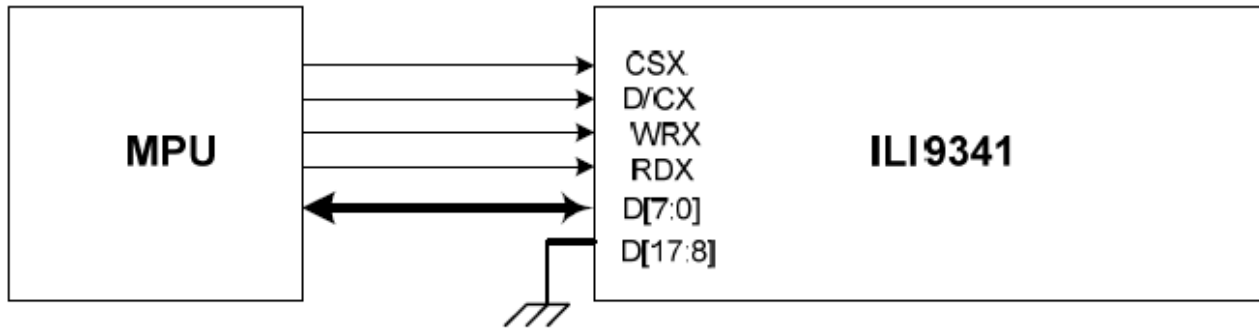 MPU
CSX
D/CX
WRX
RDX
D[7:0]
D[17:8]
ILI9341